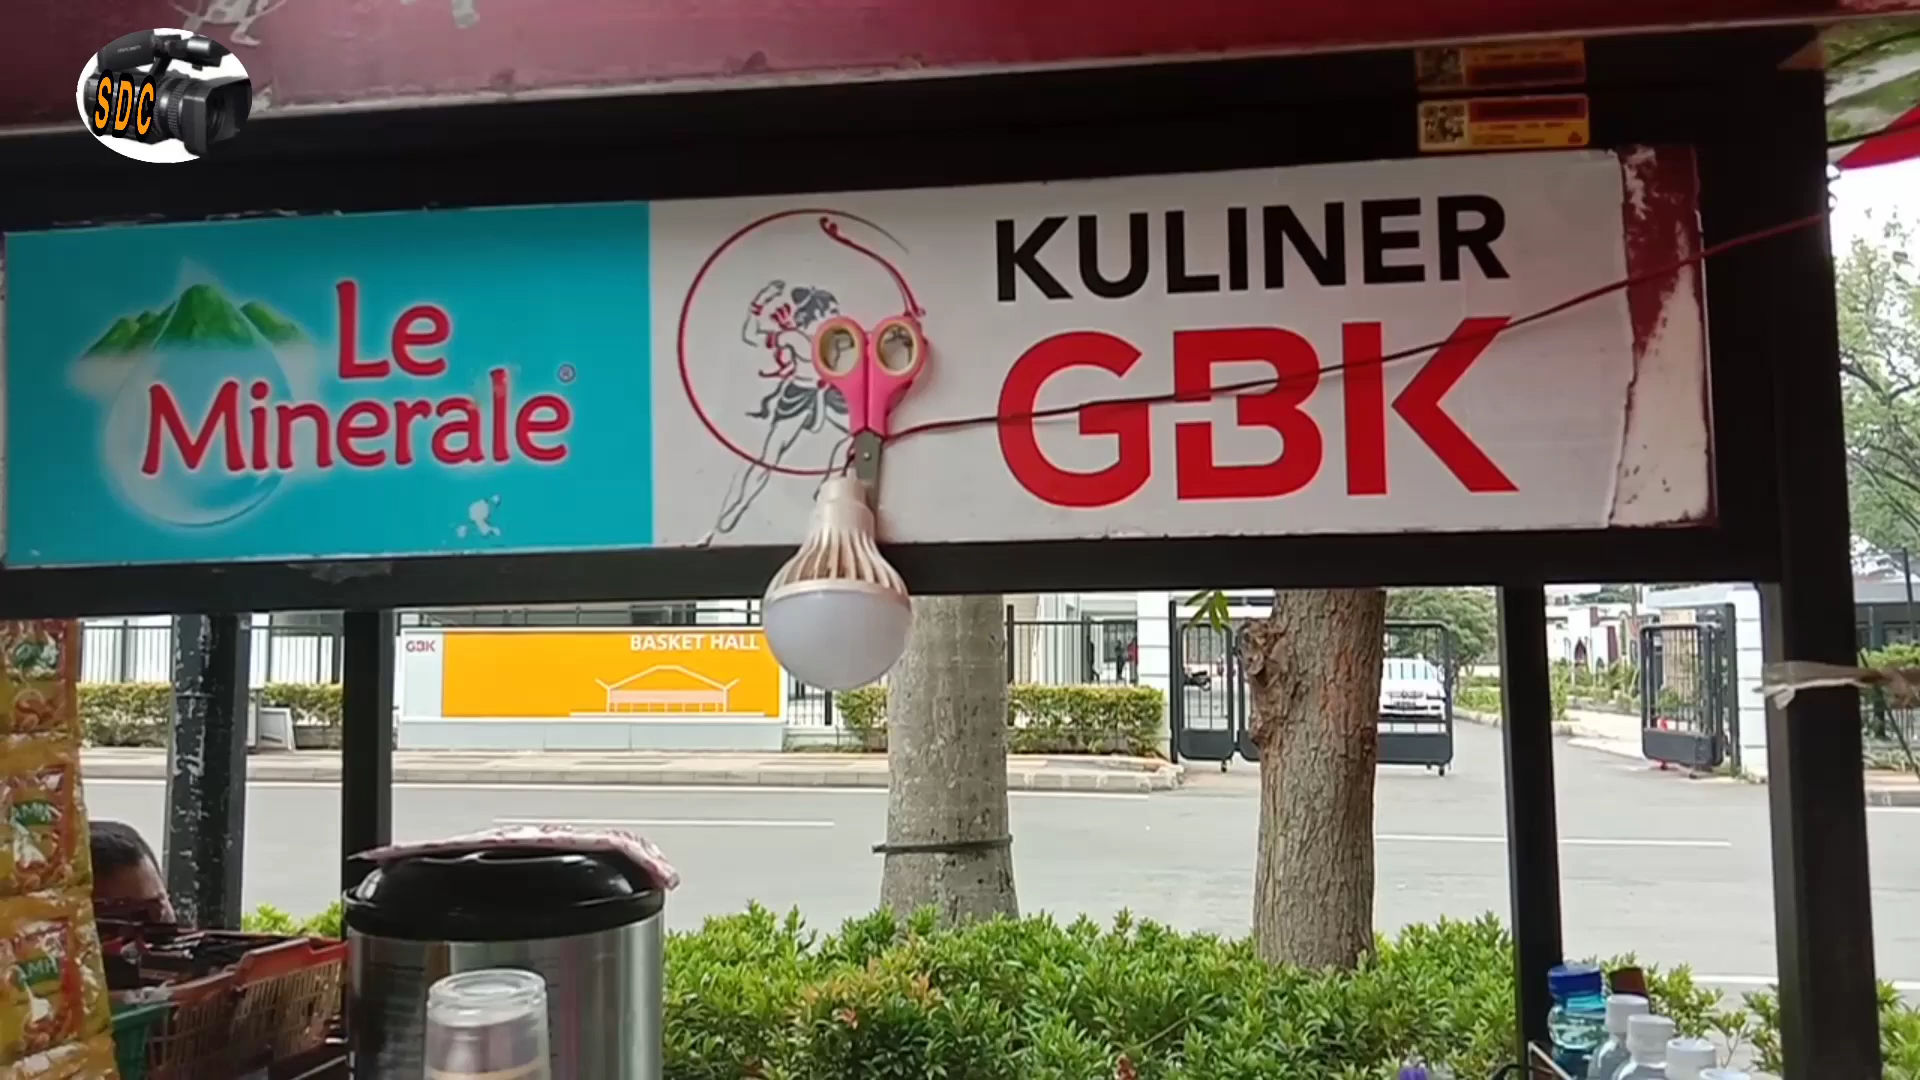 SDC
Le
Minerale®
KULINER
GBK
GBK
BASKET HALL